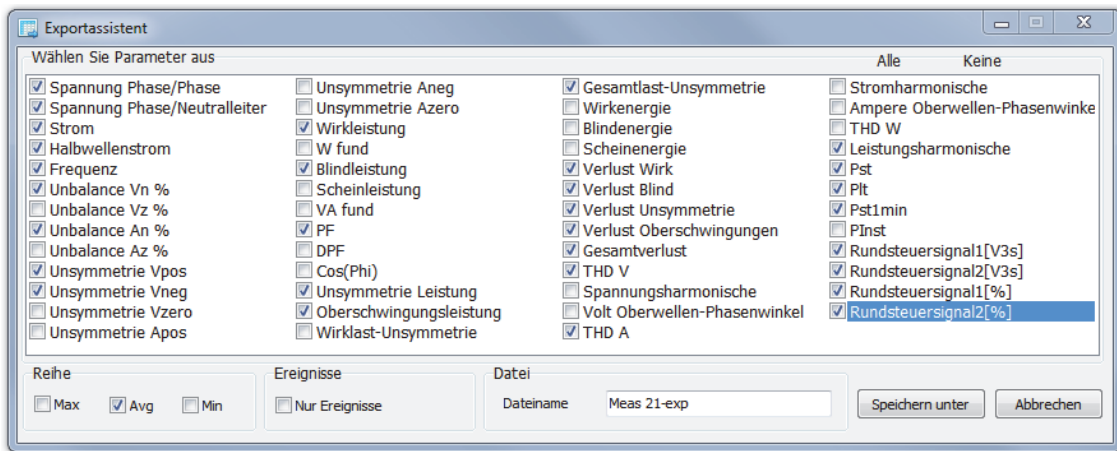 Exportassistent
Wählen Sie Parameter aus
Alle Keine
Spannung Phase/Phase
Spannung Phase/Neutralleiter
Strom
Halbwellenstrom
Frequenz
Unbalance Vn %
Unbalance Vz %
Unbalance An %
Unbalance Az %
Unsymmetrie Vpos
Unsymmetrie Vneg
Unsymmetrie Vzero
Unsymmetrie Apos
Unsymmetrie Aneg
Unsymmetrie Azero
Wirkleistung
W fund
Blindleistung
Scheinleistung
VA fund
PF
DPF
Cos(Phi)
Unsymmetrie Leistung
Oberschwingungsleistung
Wirklast-Unsymmetrie
Gesamtlast-Unsymmetrie
Wirkenergie
Blindenergie
Scheinenergie
Verlust Wirk
Verlust Blind
Verlust Unsymmetrie
Verlust Oberschwingungen
Gesamtverlust
THD V
Spannungsharmonische
Volt Oberwellen-Phasenwinkel
THD A
Stromharmonische
Ampere Oberwellen-Phasenwinke
THD W
Leistungsharmonische
Pst
Plt
Pst1min
PInst
Rundsteuersignal1[V3s]
Rundsteuersignal2[V3s]
Rundsteuersignal1[%]
Rundsteuersignal2[%]
Reihe
Max Avg Min
Ereignisse
Nur Ereignisse
Datei
Dateiname Meas 21-exp
Speichern unter
Abbrechen